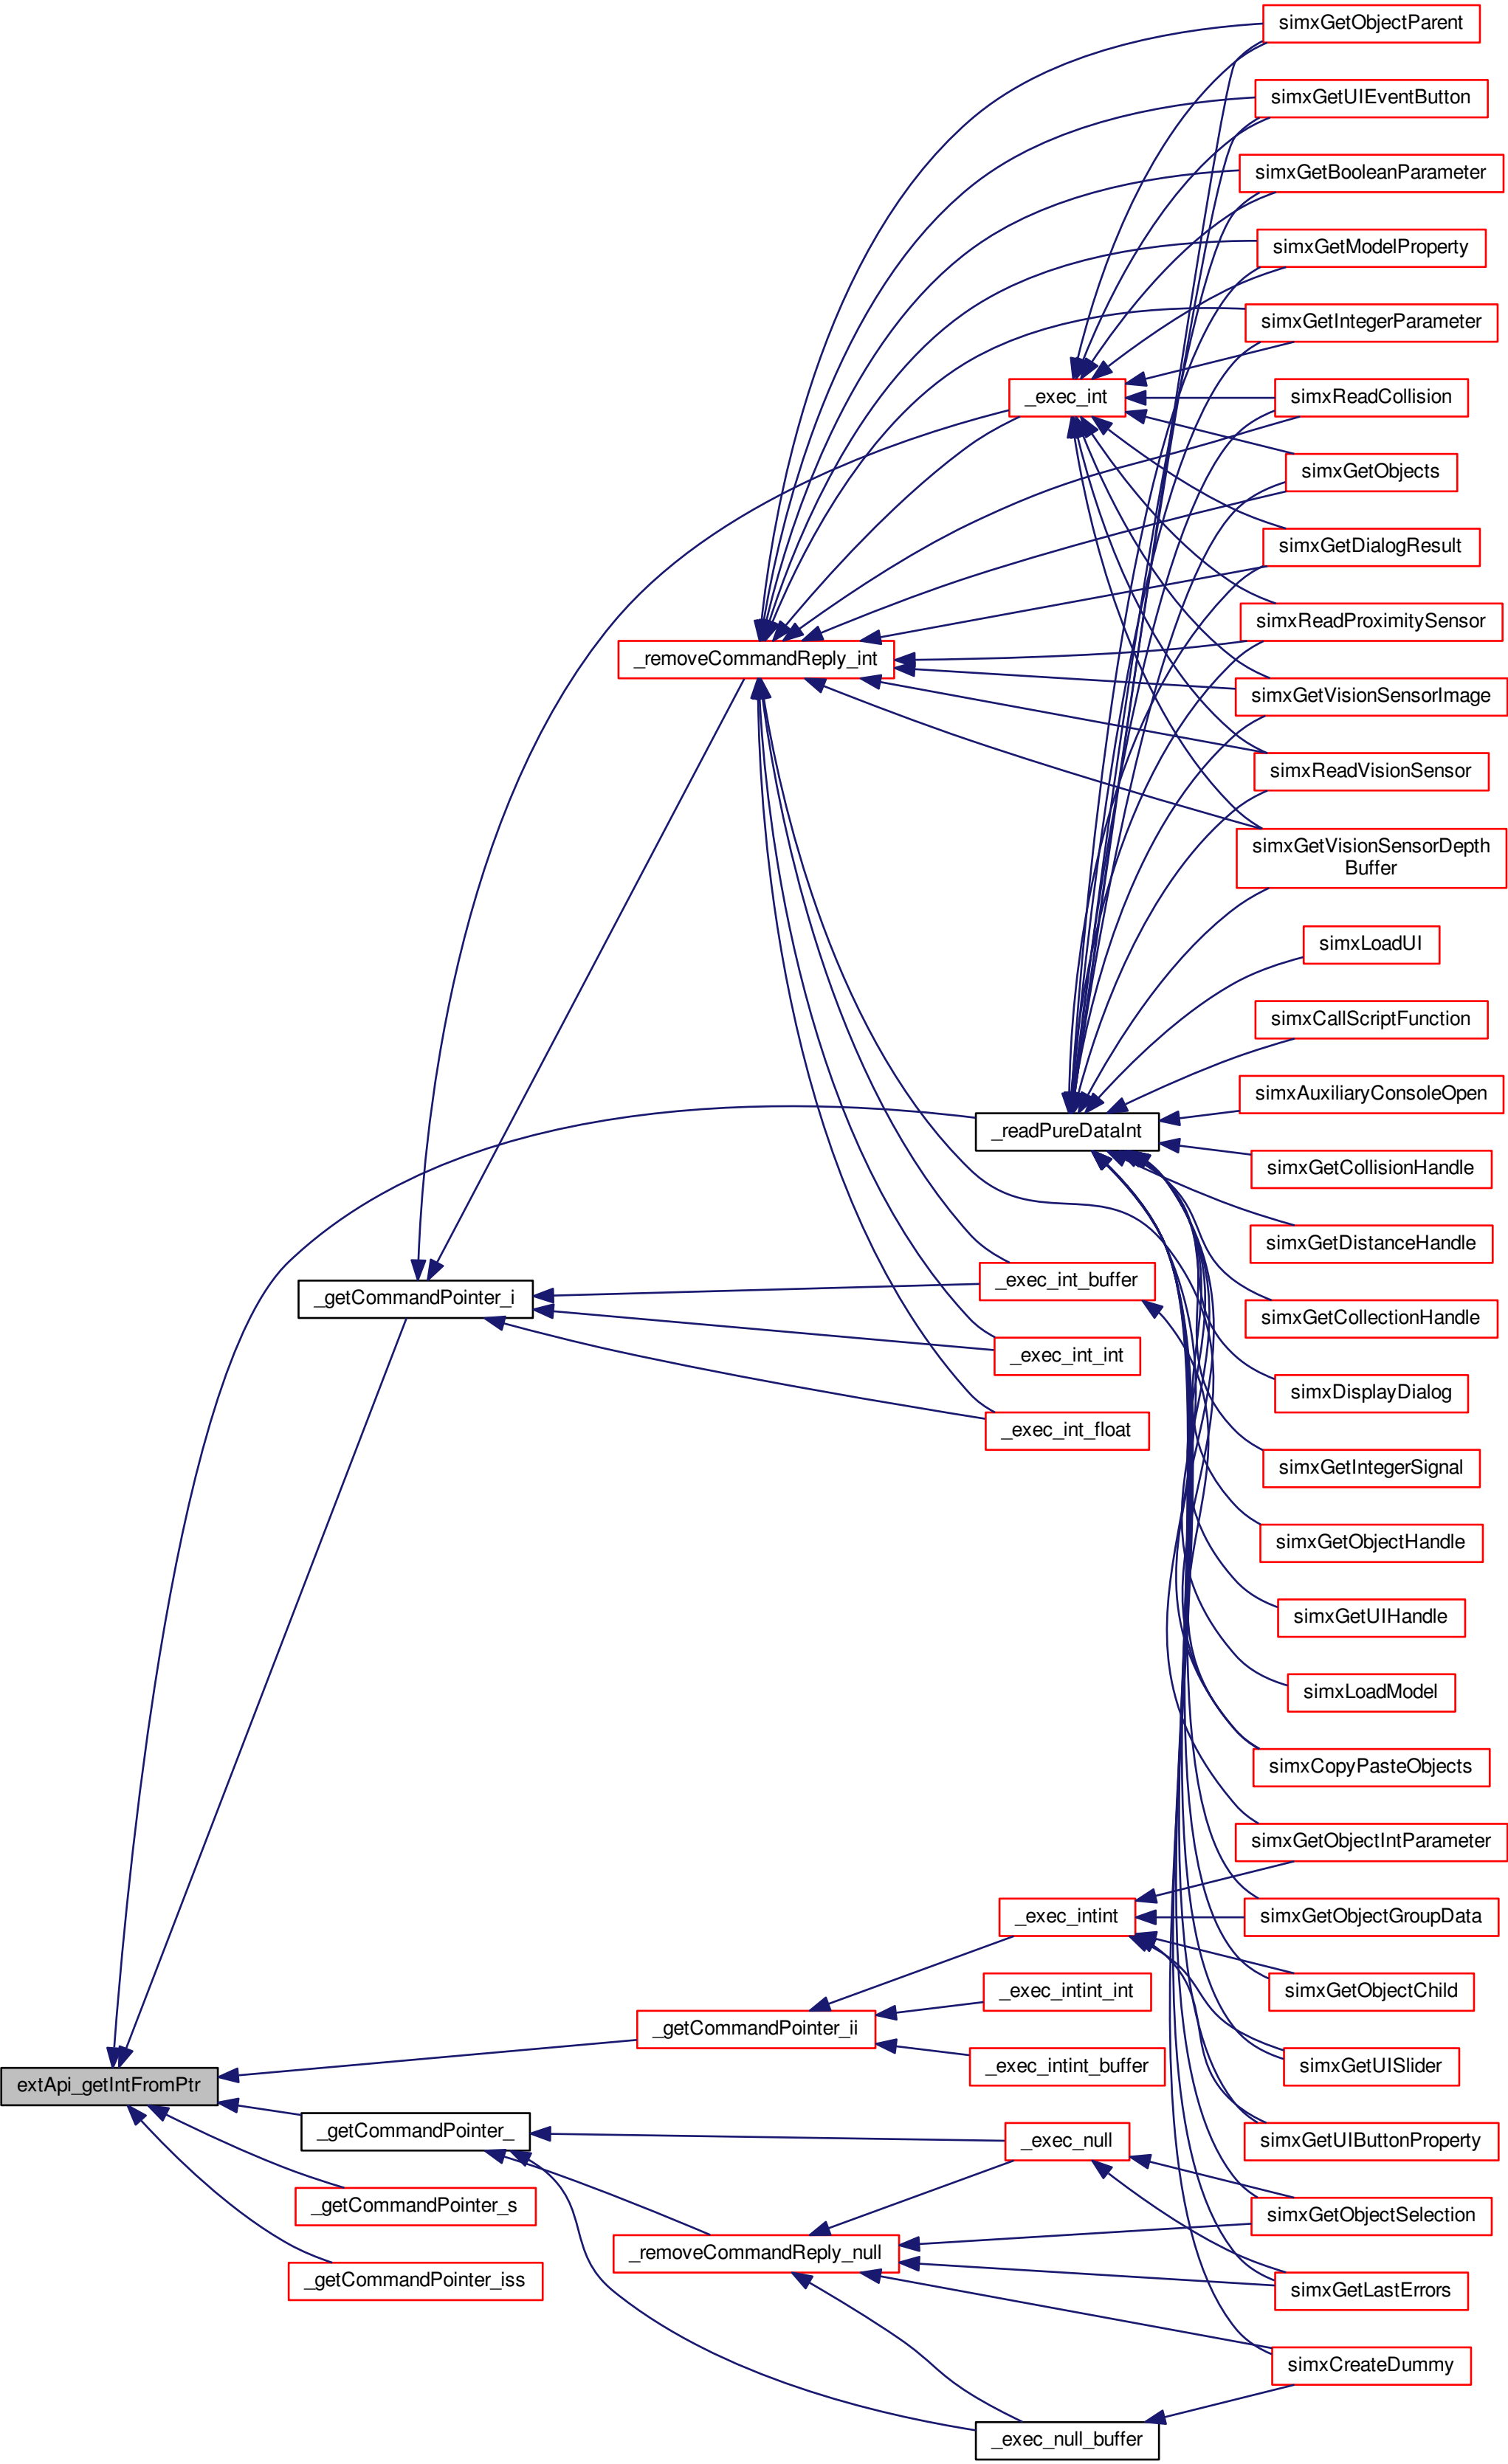 simxGetObjectParent
simxGetUIEventButton
simxGetBooleanParameter
simxGetModelProperty
simxGetIntegerParameter
_exec_int
simxReadCollision
simxGetObjects
simxGetDialogResult
simxReadProximitySensor
_removeCommandReply_int
simxGetVisionSensorImage
simxReadVisionSensor
simxGetVisionSensorDepth
Buffer
simxLoadUI
simxCallScriptFunction
simxAuxiliaryConsoleOpen
_readPureDataInt
simxGetCollisionHandle
simxGetDistanceHandle
_exec_int_buffer
_getCommandPointer_i
simxGetCollectionHandle
_exec_int_int
simxDisplayDialog
_exec_int_float
simxGetIntegerSignal
simxGetObjectHandle
simxGetUIHandle
simxLoadModel
simxCopyPasteObjects
simxGetObjectIntParameter
_exec_intint
simxGetObjectGroupData
_exec_intint_int
simxGetObjectChild
_getCommandPointer_ii
_exec_intint_buffer
simxGetUISlider
extApi_getIntFromPtr
_getCommandPointer_
_exec_null
simxGetUIButtonProperty
_getCommandPointer_s
simxGetObjectSelection
_removeCommandReply_null
_getCommandPointer_iss
simxGetLastErrors
simxCreateDummy
_exec_null_buffer